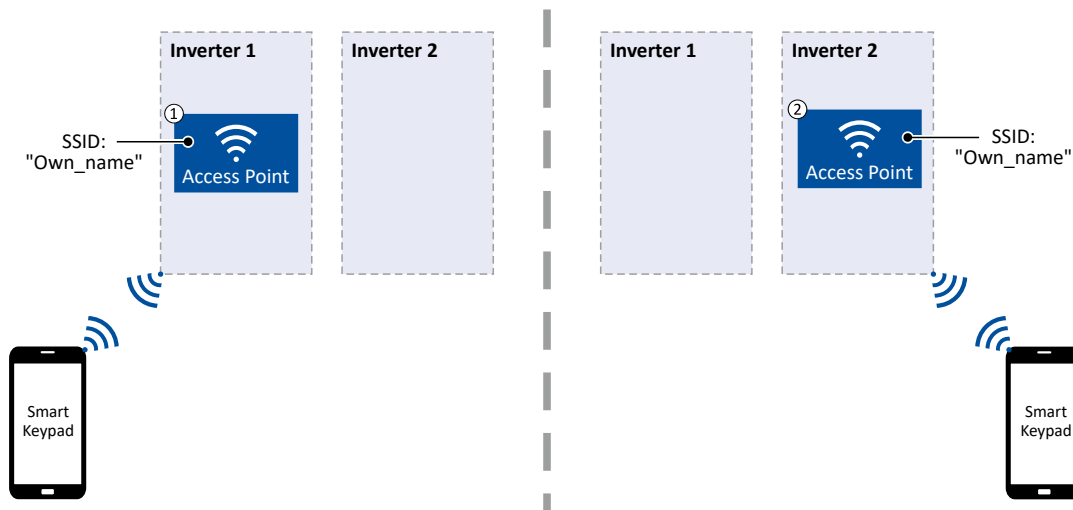 Inverter 1
Inverter 2
①
SSID:
"Own_name"
Access Point
Smart
Keypad
Inverter 1
Inverter 2
②
SSID:
"Own_name"
Access Point
Smart
Keypad